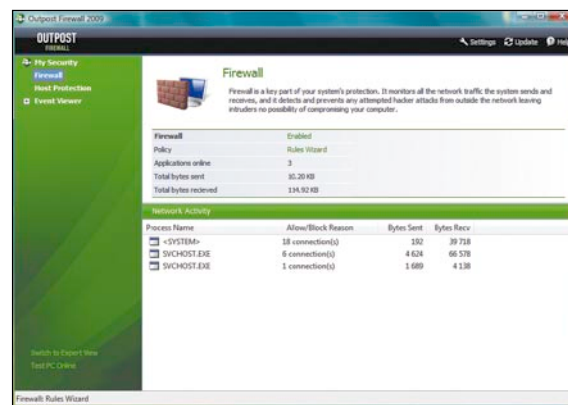 Outpost Firewall 2009
OUTPOST
FIREWALL
Settings Update Help
My Security
Firewall
Host Protection
Event Viewer
Firewall
Firewall is a key part of your system's protection. It monitors all the network traffic the system sends and
receives, and it detects and prevents any attempted hacker attacks from outside the network leaving
intruders no possibility of compromising your computer.
Firewall Enabled
Policy Rules Wizard
Applications online 3
Total bytes sent 10.20 KB
Total bytes recieved 134.92 KB
Network Activity
Process Name Allow/Block Reason Bytes Sent Bytes Recv
<SYSTEM> 18 connection(s) 192 39 718
SVCHOST.EXE 6 connection(s) 4 624 66 578
SVCHOST.EXE 1 connection(s) 1 689 4 138
Switch to Expert View
Test PC Online
Firewall: Rules Wizard